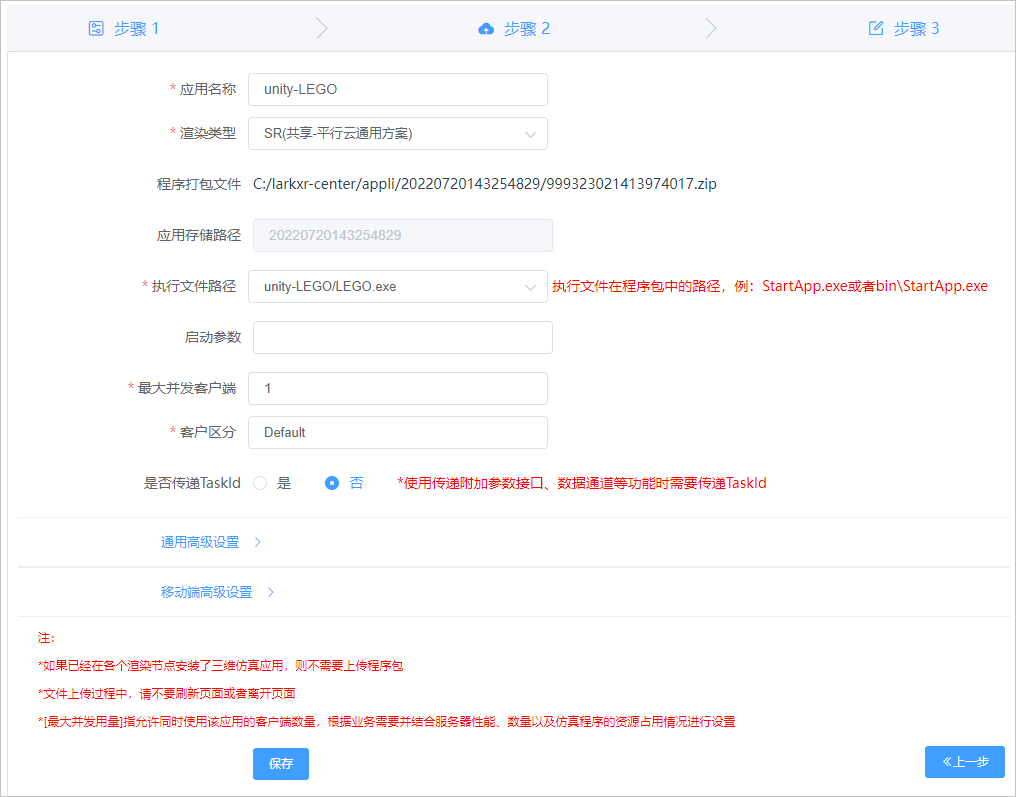 步骤 1 步骤 2 步骤 3
* 应用名称 unity-LEGO
* 渲染类型 SR(共享-平行云通用方案)
程序打包文件 C:/larkxr-center/appli/20220720143254829/999323021413974017.zip
应用存储路径 20220720143254829
* 执行文件路径 unity-LEGO/LEGO.exe 执行文件在程序包中的路径，例：StartApp.exe或者bin\StartApp.exe
启动参数
* 最大并发客户端 1
* 客户区分 Default
是否传递TaskId 是 否 *使用传递附加参数接口、数据通道等功能时需要传递TaskId
通用高级设置
移动端高级设置
注：
*如果已经在各个渲染节点安装了三维仿真应用，则不需要上传程序包
*文件上传过程中，请不要刷新页面或者离开页面
*[最大并发用量]指允许同时使用该应用的客户端数量，根据业务需要并结合服务器性能、数量以及仿真程序的资源占用情况进行设置
保存 《上一步